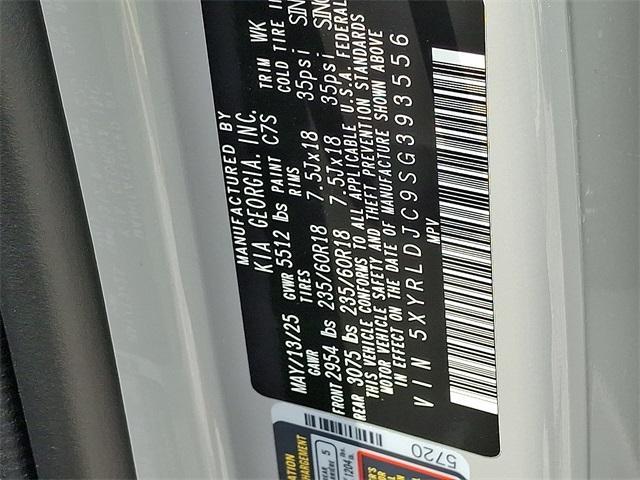 MANUFACTURED BY
KIA GEORGIA, INC.
MAY/13/25 GVWR 5512 lbs PAINT C7S TRIM WK
GAWR TIRES RIMS COLD TIRE
FRONT 2954 lbs 235/60R18 7.5Jx18 35psi
REAR 3075 lbs 235/60R18 7.5Jx18 35psi
THIS VEHICLE CONFORMS TO ALL APPLICABLE U.S.A. FEDERAL
MOTOR VEHICLE SAFETY AND THEFT PREVENTION STANDARDS
IN EFFECT ON THE DATE OF MANUFACTURE SHOWN ABOVE
VIN 5XYRLDJC9SG393556
MPV
5720
5
1204